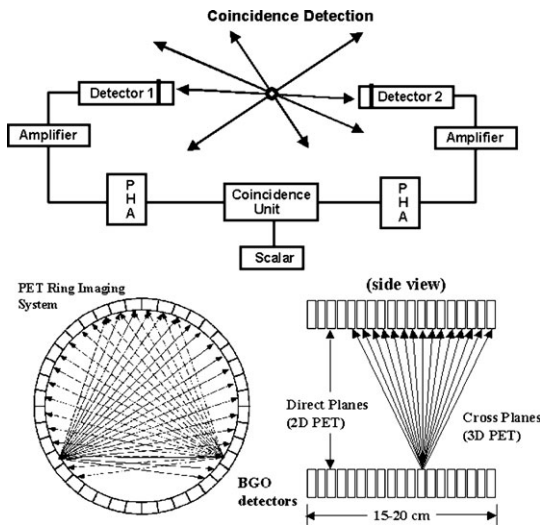 Coincidence Detection
Detector 1
Detector 2
Amplifier
Amplifier
P
H
A
Coincidence
Unit
P
H
A
Scalar
PET Ring Imaging
System
(side view)
Direct Planes
(2D PET)
Cross Planes
(3D PET)
BGO
detectors
15-20 cm